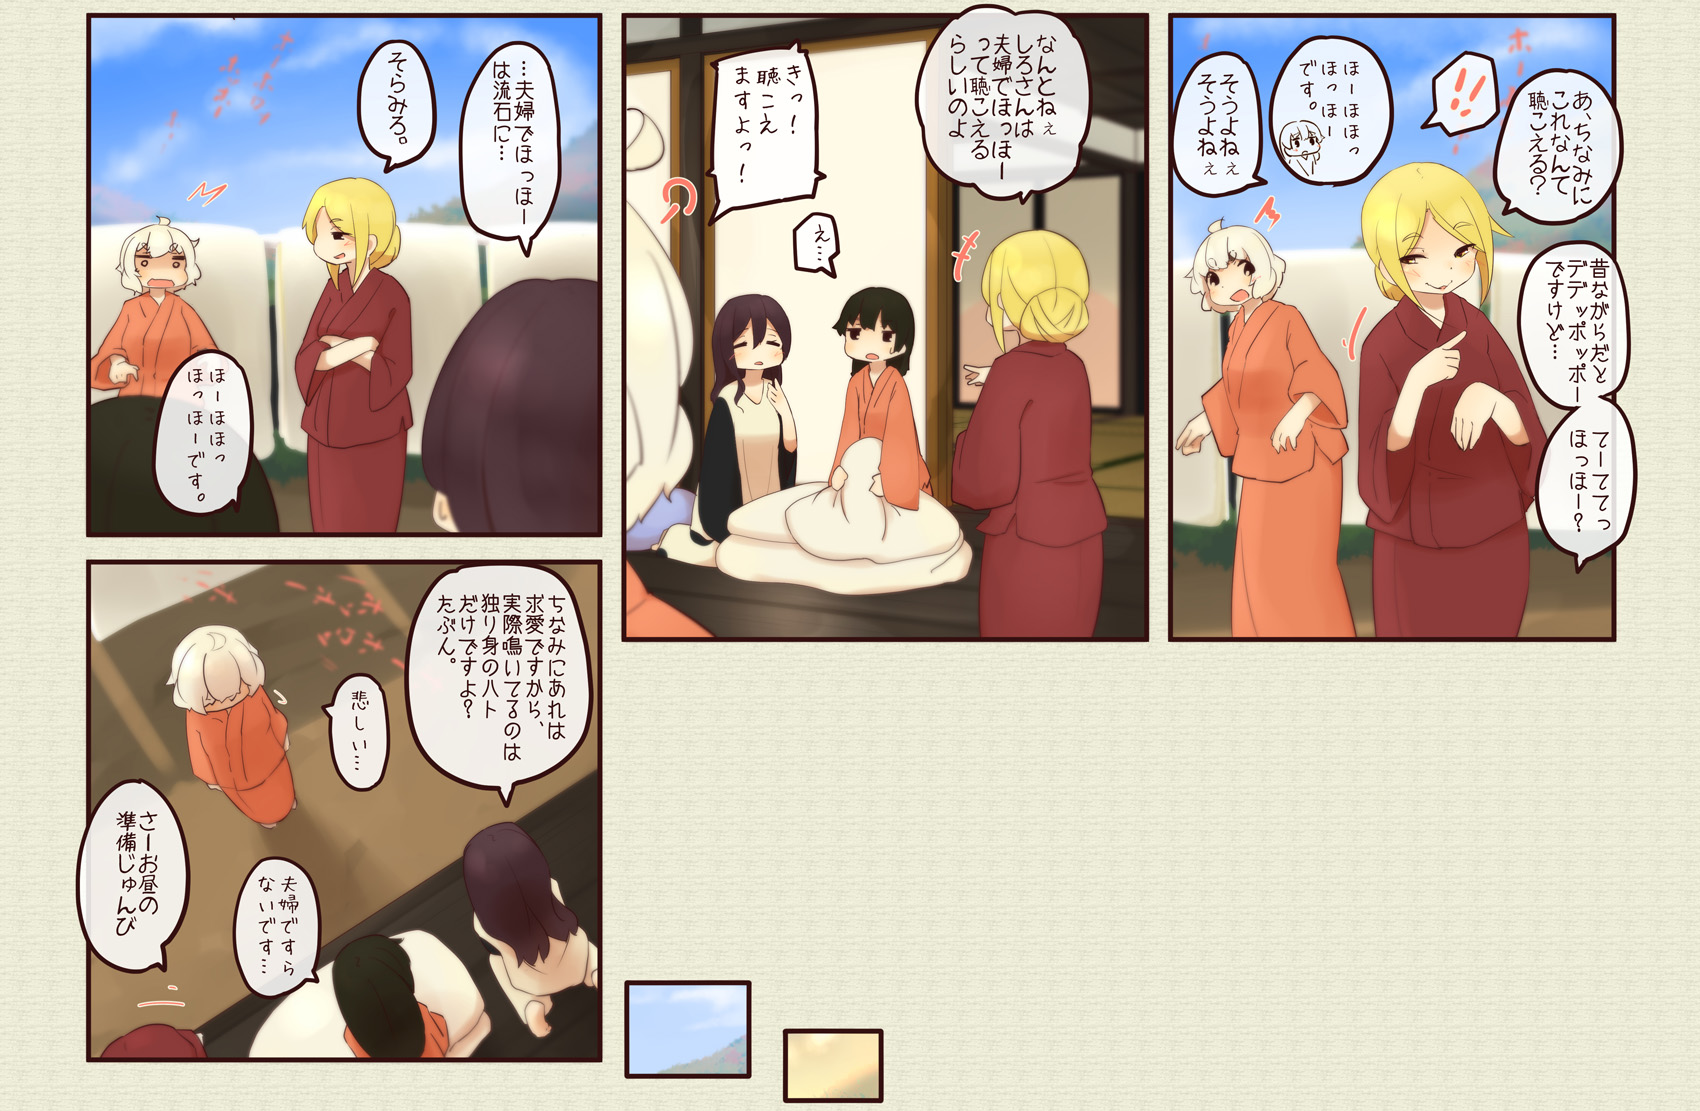 あ、ちなみに
これなんて
聴こえる？
!!
昔ながらだと
デデッポッポー
ですけど…
てーててっ
ほっほー？
ほーほほっ
ほっほー
です。
そうよねぇ
そうよねぇ
なんとねぇ
しろさんは
夫婦でほっほー
って聴こえる
らしいのよ
きっ！
聴こえ
ますよっ！
え…
…夫婦でほっほー
は流石に…
そらみろ。
ほーほほっ
ほっほーです。
ちなみにあれは
求愛ですから、
実際鳴いてるのは
独り身のハト
だけですよ？
たぶん。
悲しい…
夫婦ですら
ないです…
さーお昼の
準備じゅんび